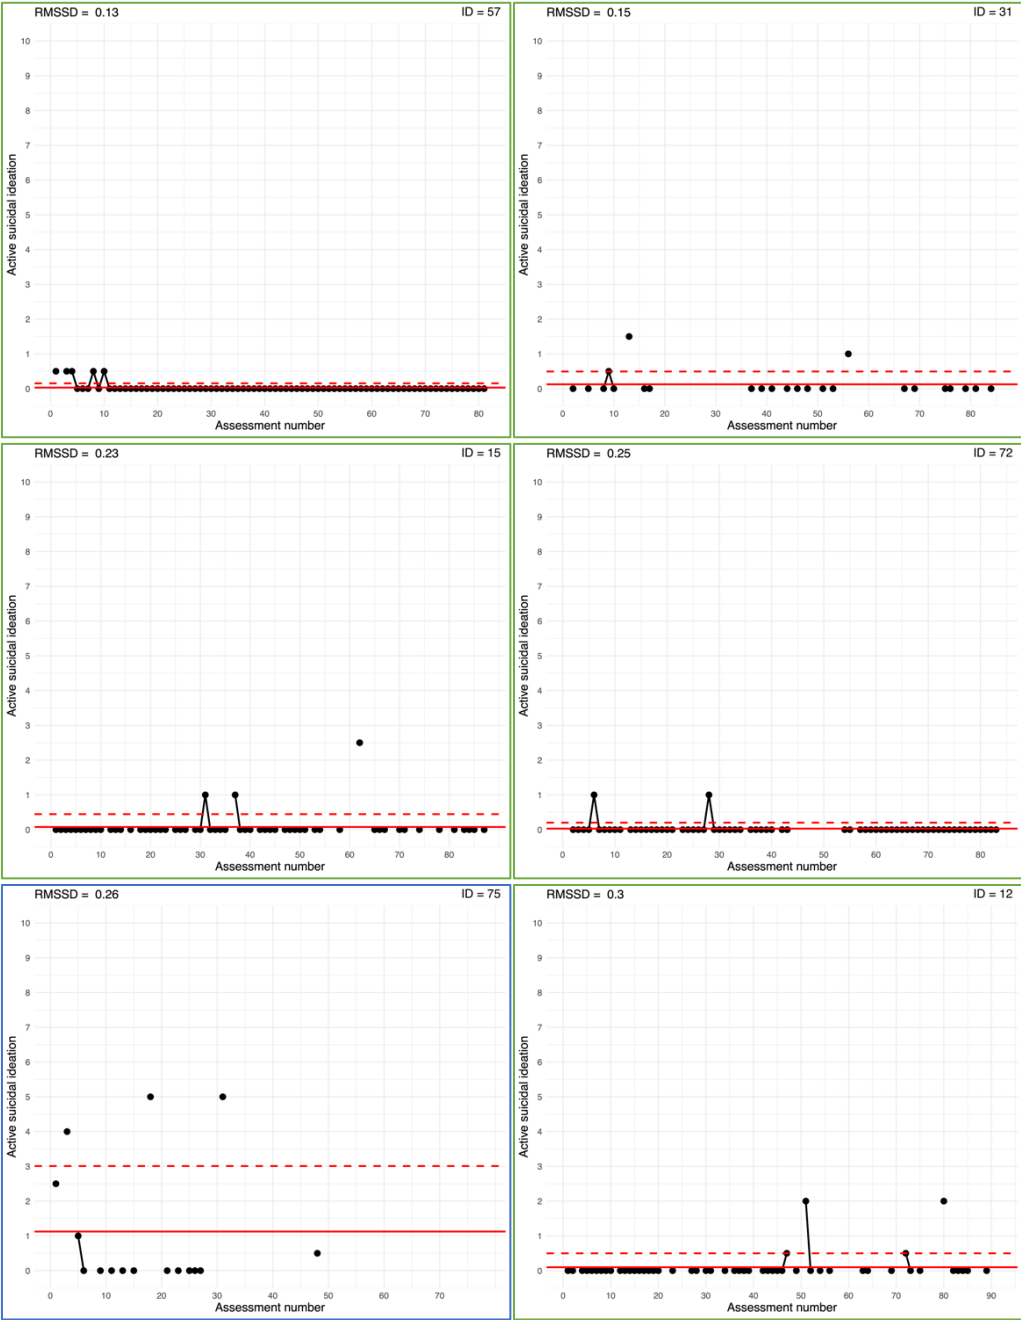 RMSSD = 0.13 ID = 57
10
9
8
7
6
5
4
3
2
1
0
Active suicidal ideation
0 10 20 30 40 50 60 70 80
Assessment number
RMSSD = 0.15 ID = 31
10
9
8
7
6
5
4
3
2
1
0
Active suicidal ideation
0 10 20 30 40 50 60 70 80
Assessment number
RMSSD = 0.23 ID = 15
10
9
8
7
6
5
4
3
2
1
0
Active suicidal ideation
0 10 20 30 40 50 60 70 80
Assessment number
RMSSD = 0.25 ID = 72
10
9
8
7
6
5
4
3
2
1
0
Active suicidal ideation
0 10 20 30 40 50 60 70 80
Assessment number
RMSSD = 0.26 ID = 75
10
9
8
7
6
5
4
3
2
1
0
Active suicidal ideation
0 10 20 30 40 50 60 70
Assessment number
RMSSD = 0.3 ID = 12
10
9
8
7
6
5
4
3
2
1
0
Active suicidal ideation
0 10 20 30 40 50 60 70 80 90
Assessment number